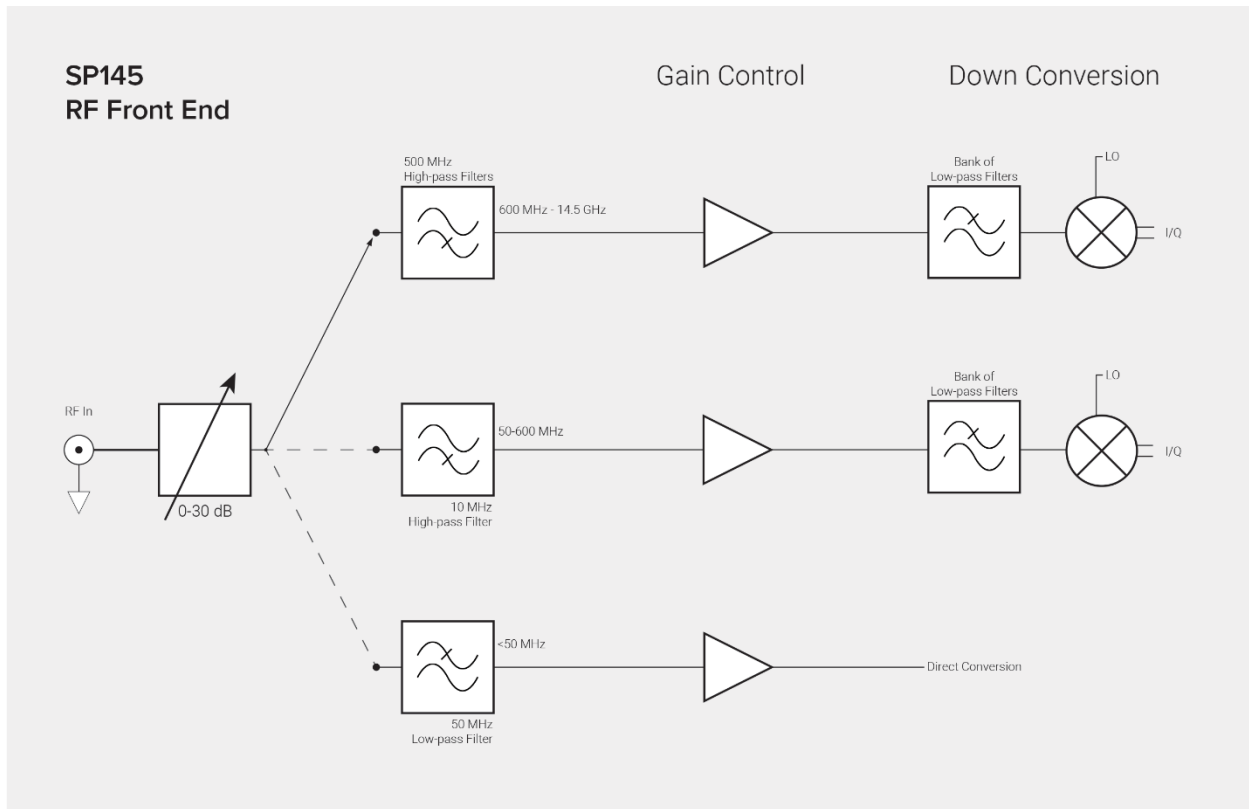 SP145
RF Front End
Gain Control
Down Conversion
500 MHz
High-pass Filters
600 MHz - 14.5 GHz
Bank of
Low-pass Filters
LO
I/Q
RF In
0-30 dB
50-600 MHz
10 MHz
High-pass Filter
Bank of
Low-pass Filters
LO
I/Q
<50 MHz
50 MHz
Low-pass Filter
Direct Conversion